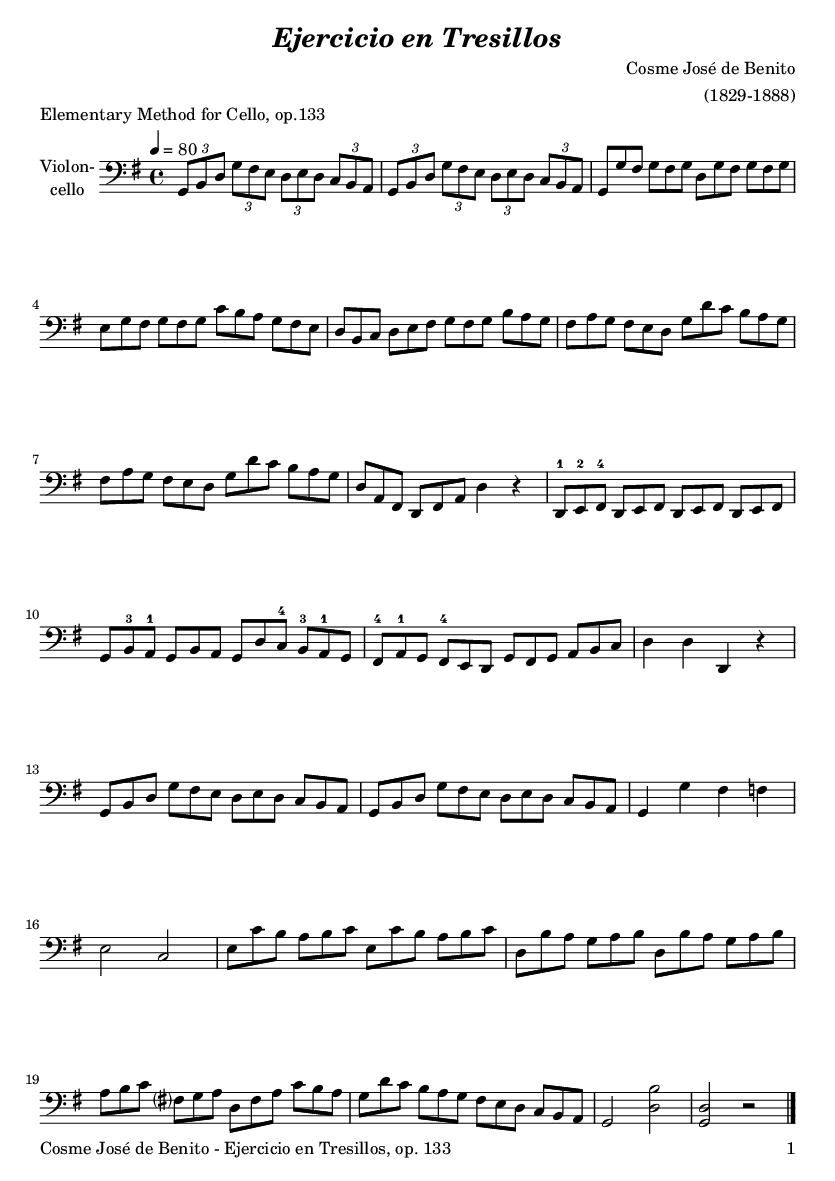 Ejercicio en Tresillos
Cosme José de Benito
(1829-1888)
Elementary Method for Cello, op.133
= 80
Violon-
cello
3 3 3 3 3 3 3 3
4
7
1 2 4
10
3 1 4 3 1 4 1 4
13
16
19
Cosme José de Benito - Ejercicio en Tresillos, op. 133 1